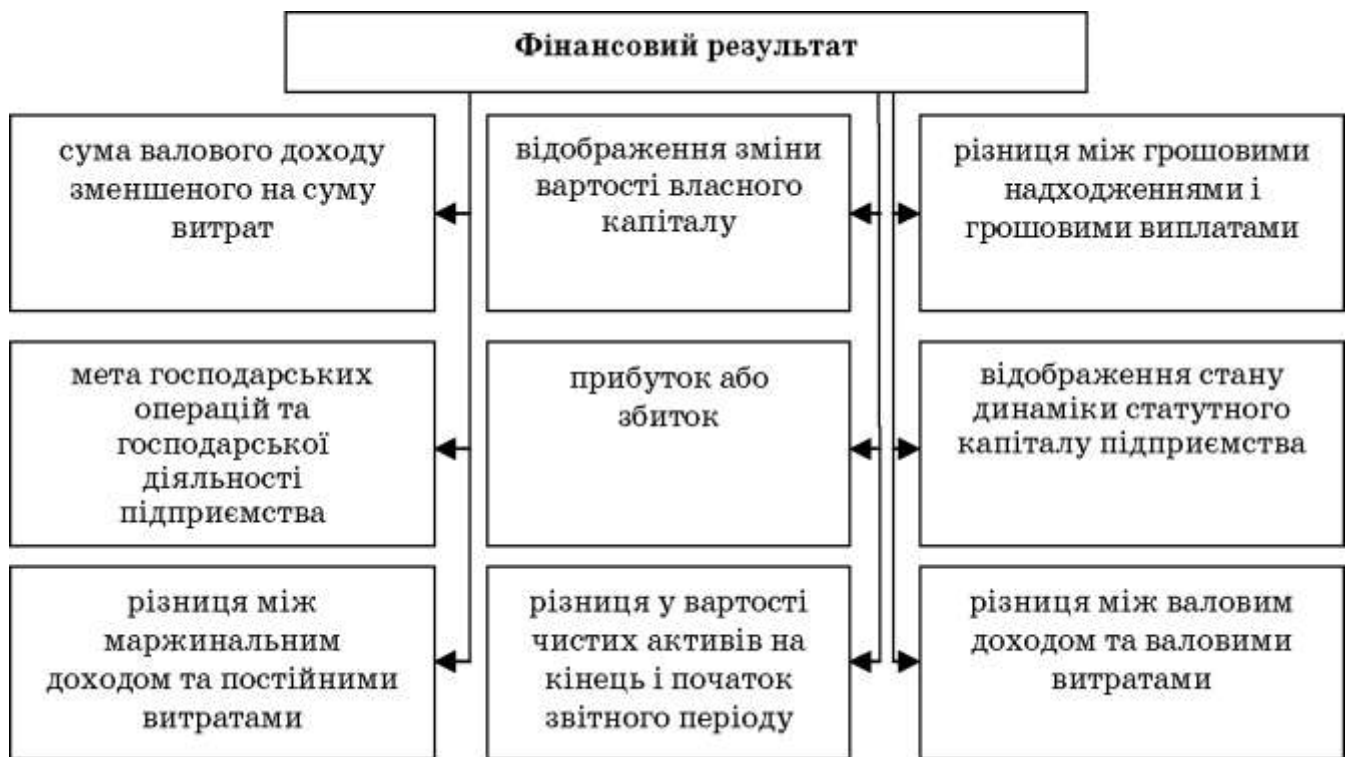 Фінансовий результат
сума валового доходу
зменшеного на суму
витрат
відображення зміни
вартості власного
капіталу
різниця між грошовими
надходженнями і
грошовими виплатами
мета господарських
операцій та
господарської
діяльності
підприємства
прибуток або
збиток
відображення стану
динаміки статутного
капіталу підприємства
різниця між
маржинальним
доходом та постійними
витратами
різниця у вартості
чистих активів на
кінець і початок
звітного періоду
різниця між валовим
доходом та валовими
витратами